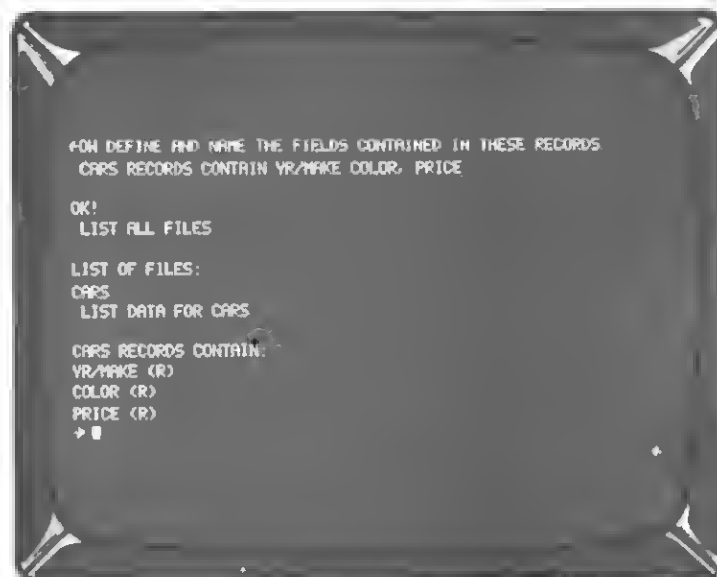 DEFINE AND NAME THE FIELDS CONTAINED IN THESE RECORDS
CARS RECORDS CONTAIN YR/MAKE COLOR, PRICE
OK!
LIST ALL FILES
LIST OF FILES:
CARS
LIST DATA FOR CARS
CARS RECORDS CONTAIN:
YR/MAKE (R)
COLOR (R)
PRICE (R)